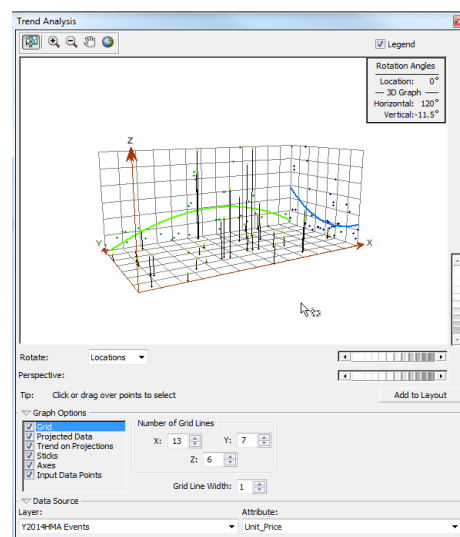 Trend Analysis
Legend
Rotation Angles
Location: 0°
3D Graph
Horizontal: 120°
Vertical:-11.5°
Z
Y
X
Rotate: Locations
Perspective:
Tip: Click or drag over points to select
Add to Layout
Graph Options
Grid
Projected Data
Trend on Projections
Sticks
Axes
Input Data Points
Number of Grid Lines
X: 13 Y: 7
Z: 6
Grid Line Width: 1
Data Source
Layer: Attribute:
Y2014HMA Events Unit_Price